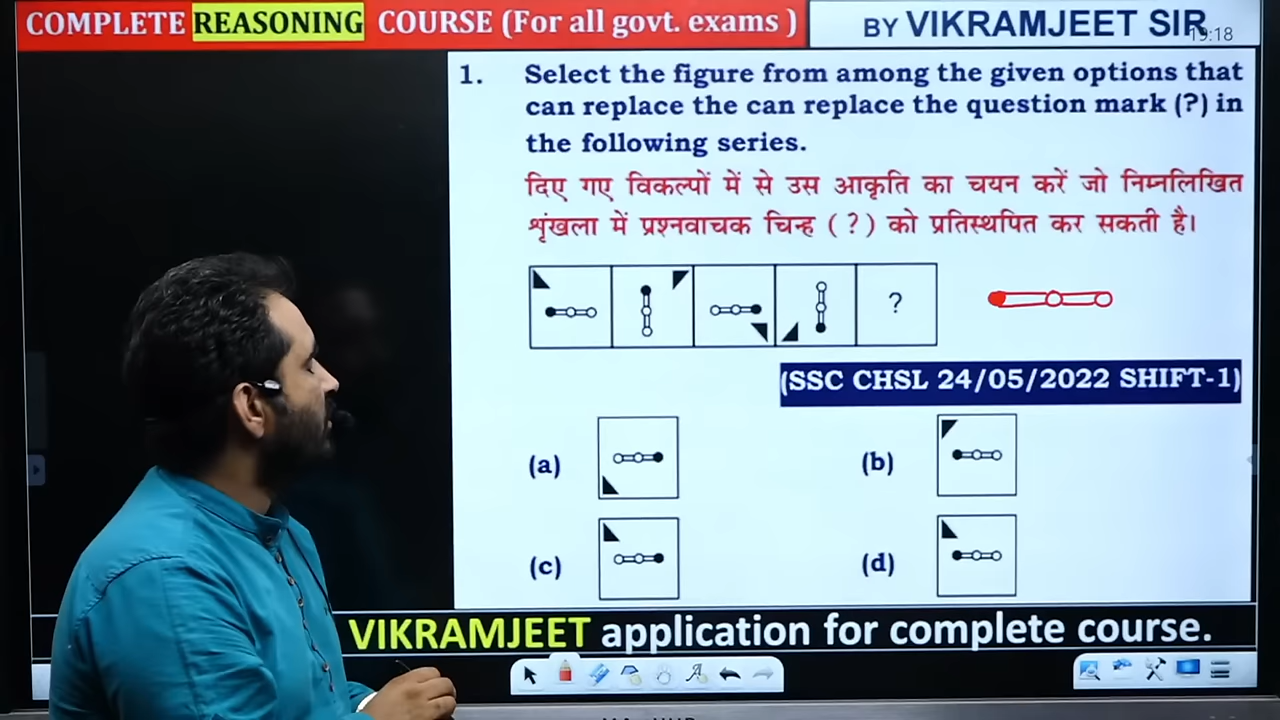 COMPLETE REASONING COURSE (For all govt. exams )
BY VIKRAMJEET SIR
19:18
1. Select the figure from among the given options that
can replace the can replace the question mark (?) in
the following series.
दिए गए विकल्पों में से उस आकृति का चयन करें जो निम्नलिखित
शृंखला में प्रश्नवाचक चिन्ह ( ? ) को प्रतिस्थपित कर सकती है।
?
(SSC CHSL 24/05/2022 SHIFT-1)
(a)
(b)
(c)
(d)
VIKRAMJEET application for complete course.